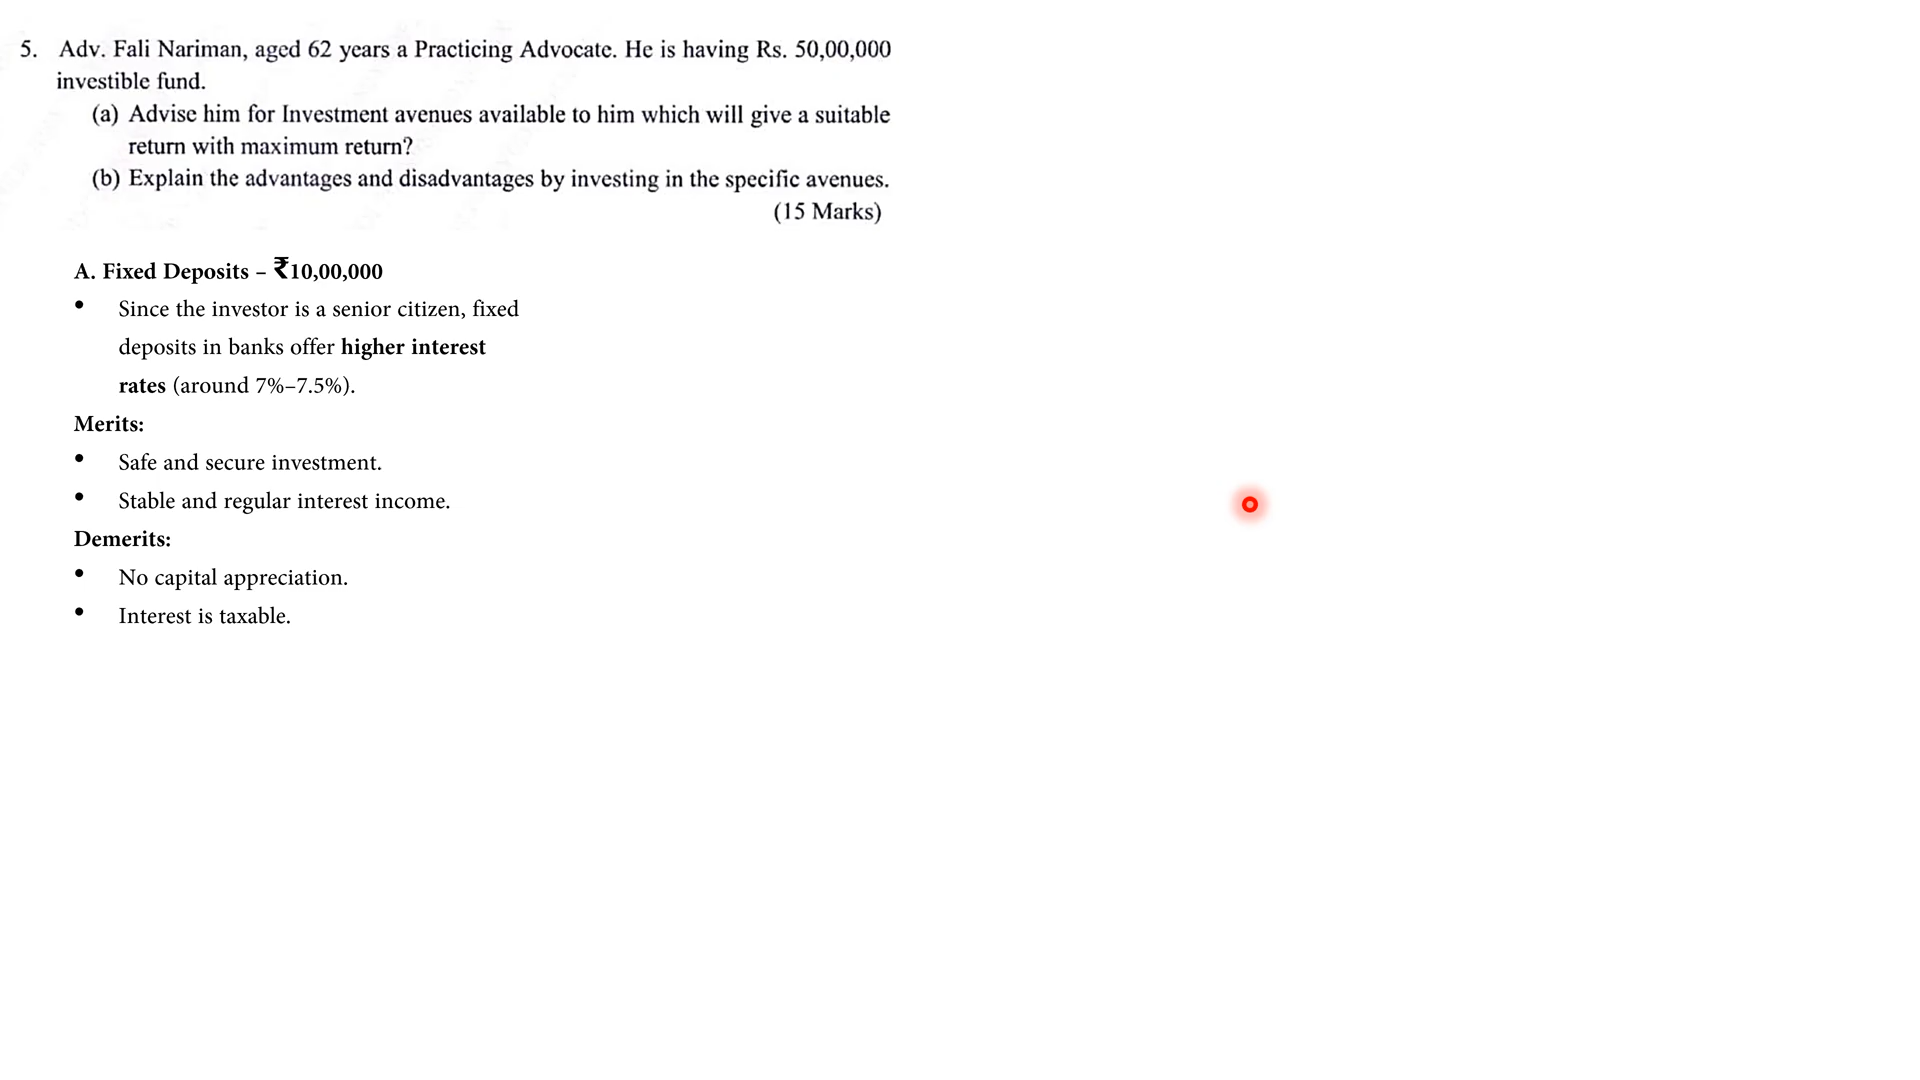 5. Adv. Fali Nariman, aged 62 years a Practicing Advocate. He is having Rs. 50,00,000
investible fund.
(a) Advise him for Investment avenues available to him which will give a suitable
return with maximum return?
(b) Explain the advantages and disadvantages by investing in the specific avenues.
(15 Marks)
A. Fixed Deposits – ₹10,00,000
• Since the investor is a senior citizen, fixed
deposits in banks offer higher interest
rates (around 7%–7.5%).
Merits:
• Safe and secure investment.
• Stable and regular interest income.
Demerits:
• No capital appreciation.
• Interest is taxable.